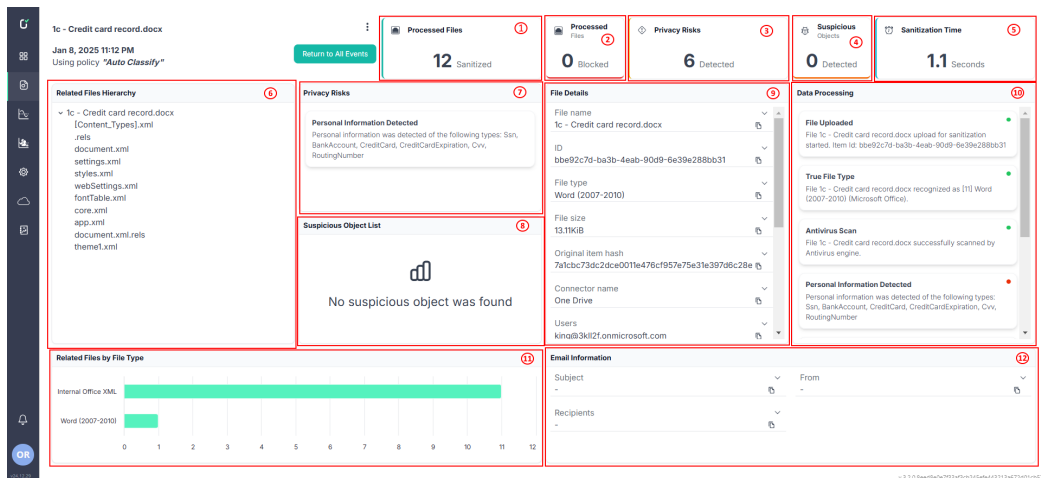 1c - Credit card record.docx
Jan 8, 2025 11:12 PM
Using policy "Auto Classify"
Return to All Events
Processed Files
1
12 Sanitized
Processed
Files
2
0 Blocked
Privacy Risks
3
6 Detected
Suspicious
Objects
4
0 Detected
Sanitization Time
5
1.1 Seconds
Related Files Hierarchy
6
1c - Credit card record.docx
[Content_Types].xml
.rels
document.xml
settings.xml
styles.xml
webSettings.xml
fontTable.xml
core.xml
app.xml
document.xml.rels
theme1.xml
Privacy Risks
7
Personal Information Detected
Personal information was detected of the following types: Ssn,
BankAccount, CreditCard, CreditCardExpiration, Cvv,
RoutingNumber
Suspicious Object List
8
No suspicious object was found
File Details
9
File name
1c - Credit card record.docx
ID
bbe92c7d-ba3b-4eab-90d9-6e39e288bb31
File type
Word (2007-2010)
File size
13.11KiB
Original item hash
7a1cbc73dc2dce0011e476cf957e75e31e397d6c28e
Connector name
One Drive
Users
king@3kll2f.onmicrosoft.com
Data Processing
10
File Uploaded
File 1c - Credit card record.docx upload for sanitization
started. Item Id: bbe92c7d-ba3b-4eab-90d9-6e39e288bb31
True File Type
File 1c - Credit card record.docx recognized as [11] Word
(2007-2010) (Microsoft Office).
Antivirus Scan
File 1c - Credit card record.docx successfully scanned by
Antivirus engine.
Personal Information Detected
Personal information was detected of the following types:
Ssn, BankAccount, CreditCard, CreditCardExpiration, Cvv,
RoutingNumber
Related Files by File Type
11
Internal Office XML
Word (2007-2010)
0 1 2 3 4 5 6 7 8 9 10 11 12
Email Information
12
Subject
-
From
-
Recipients
-
OR